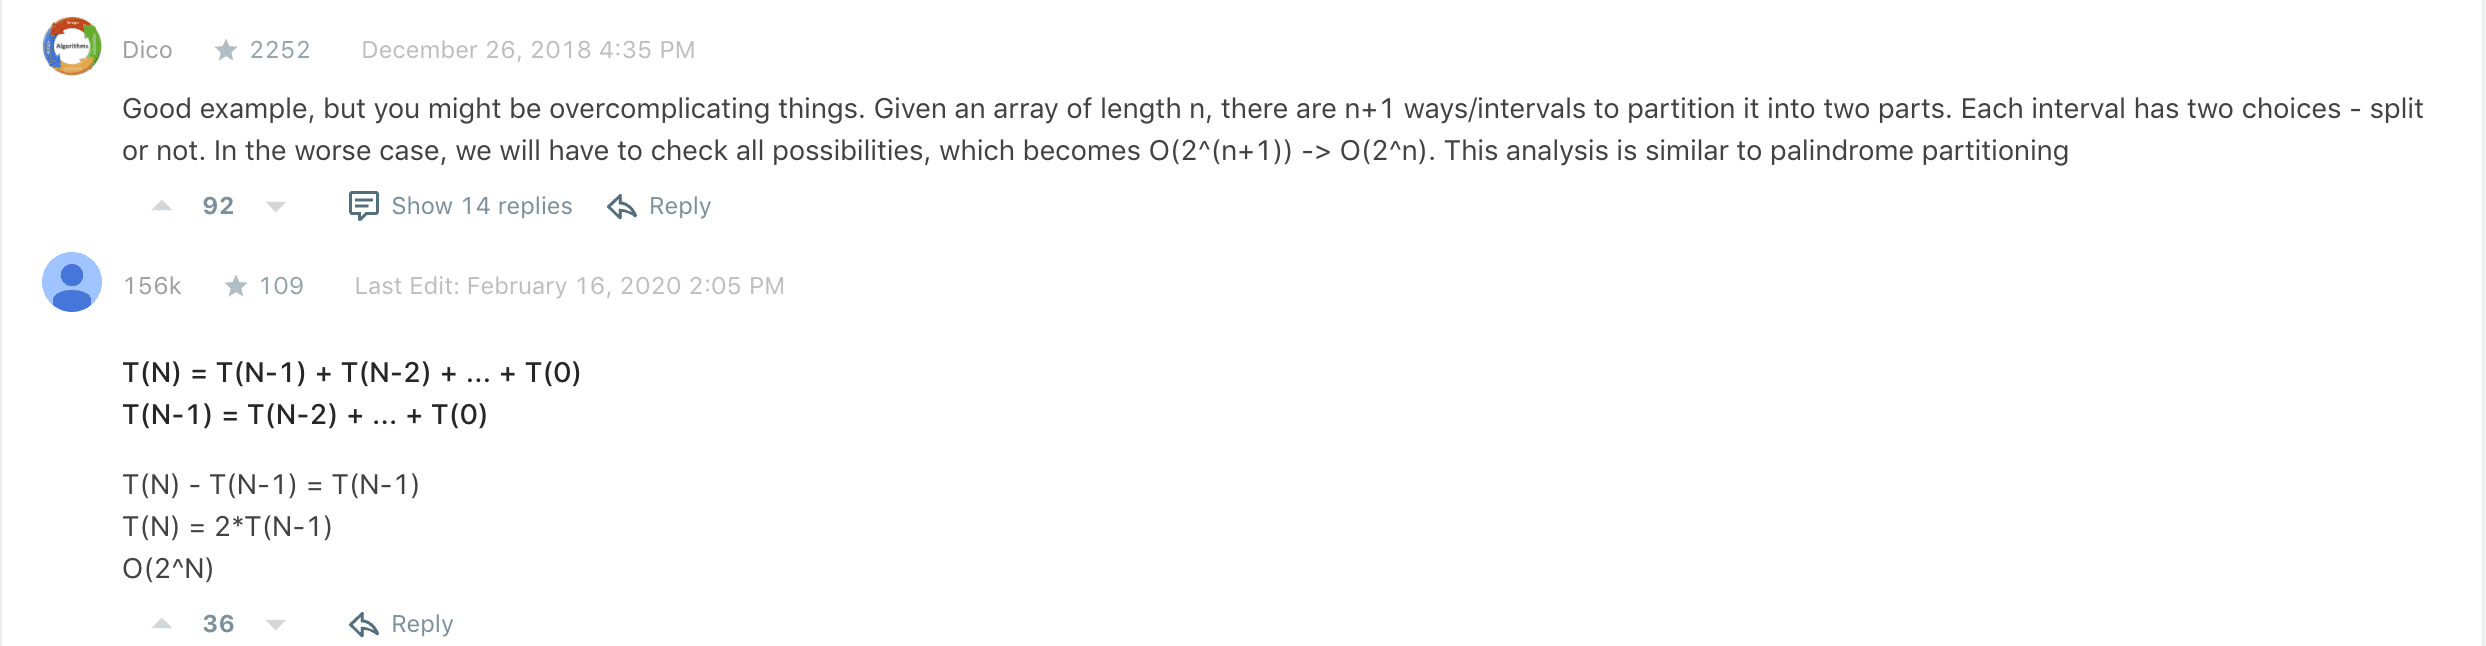 Algorithms
Dico ★ 2252 December 26, 2018 4:35 PM
Good example, but you might be overcomplicating things. Given an array of length n, there are n+1 ways/intervals to partition it into two parts. Each interval has two choices - split
or not. In the worse case, we will have to check all possibilities, which becomes O(2^(n+1)) -> O(2^n). This analysis is similar to palindrome partitioning
92 Show 14 replies Reply
156k ★ 109 Last Edit: February 16, 2020 2:05 PM
T(N) = T(N-1) + T(N-2) + ... + T(0)
T(N-1) = T(N-2) + ... + T(0)
T(N) - T(N-1) = T(N-1)
T(N) = 2*T(N-1)
O(2^N)
36 Reply